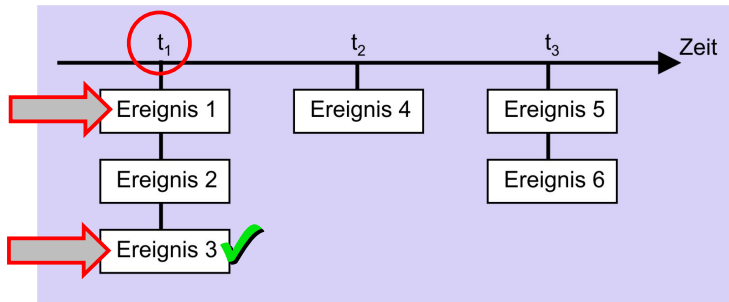 t₁ t₂ t₃ Zeit
Ereignis 1 Ereignis 4 Ereignis 5
Ereignis 2 Ereignis 6
Ereignis 3